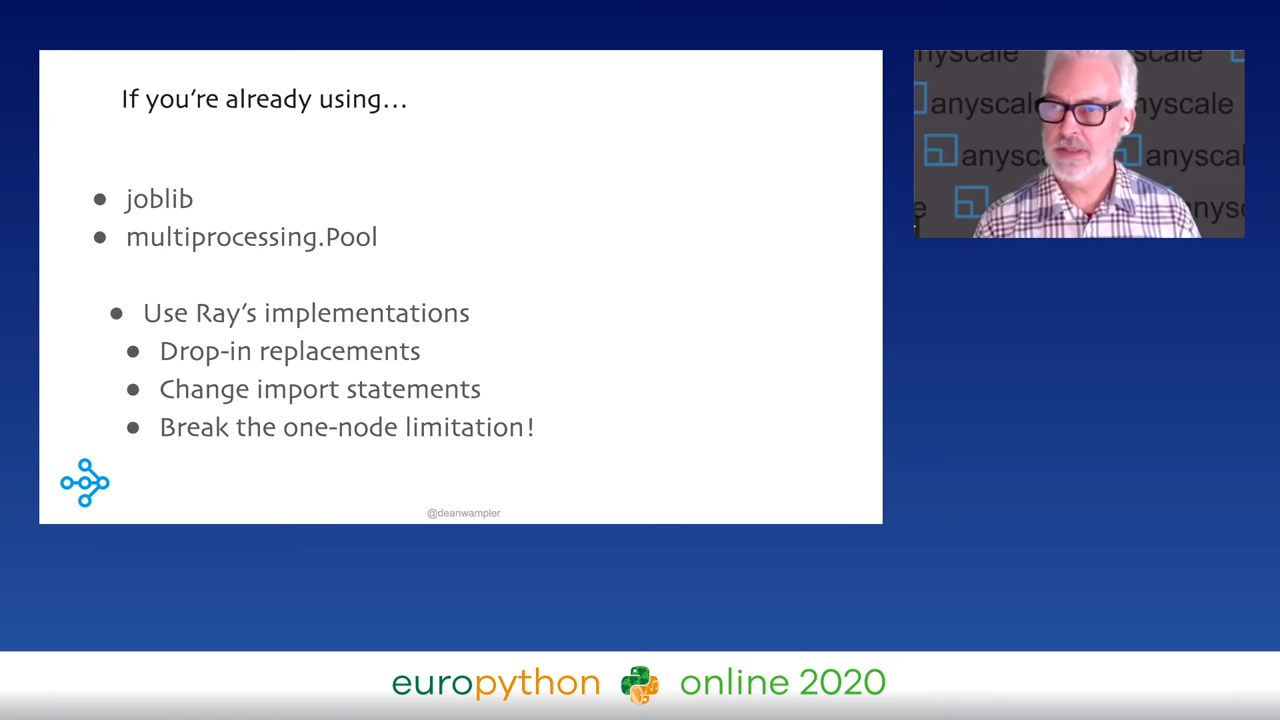 If you’re already using…
● joblib
● multiprocessing.Pool
● Use Ray’s implementations
● Drop-in replacements
● Change import statements
● Break the one-node limitation!
@deanwampler
anyscale
anyscale
anyscale
europython online 2020